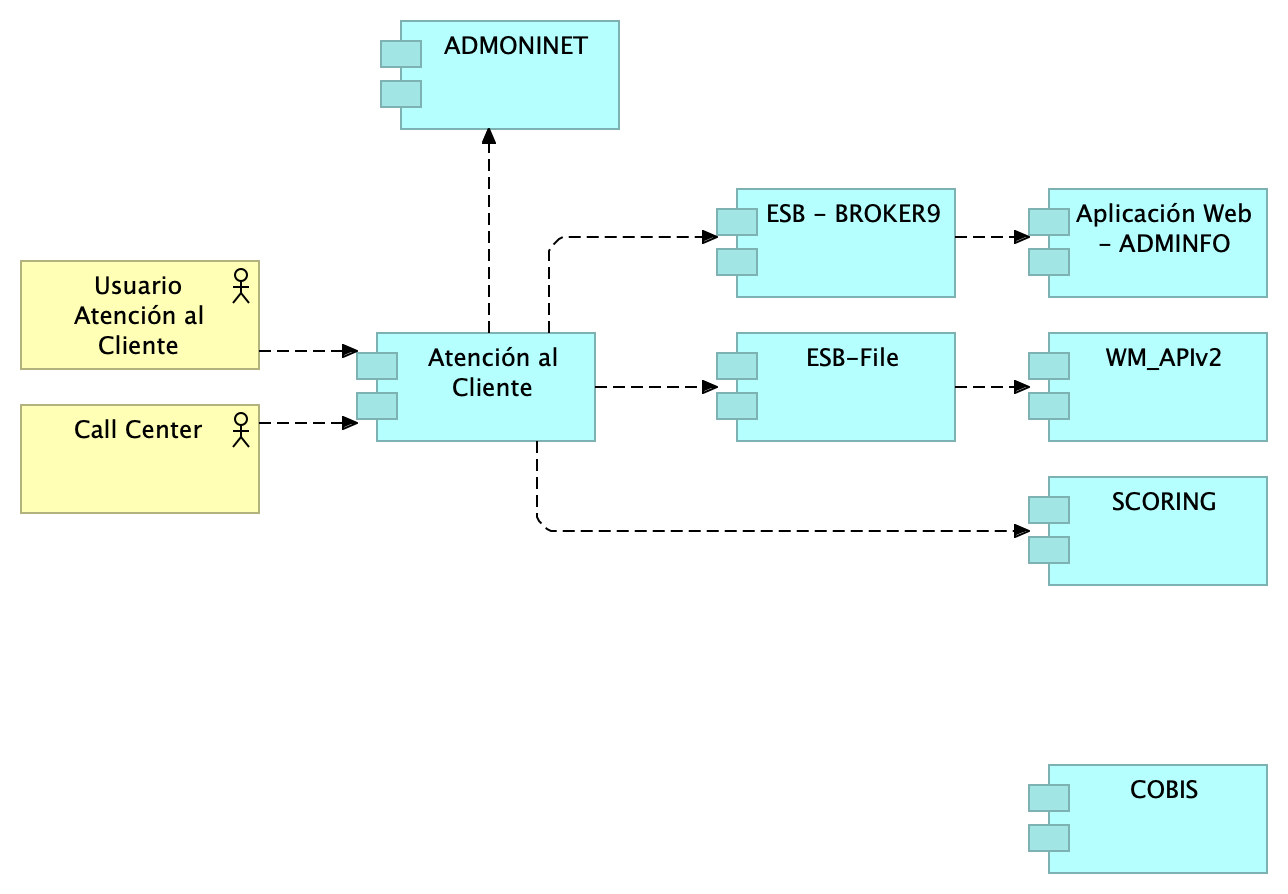 ADMONINET
ESB - BROKER9
Aplicación Web
- ADMINFO
Usuario
Atención al
Cliente
Atención al
Cliente
ESB-File
WM_APIv2
Call Center
SCORING
COBIS